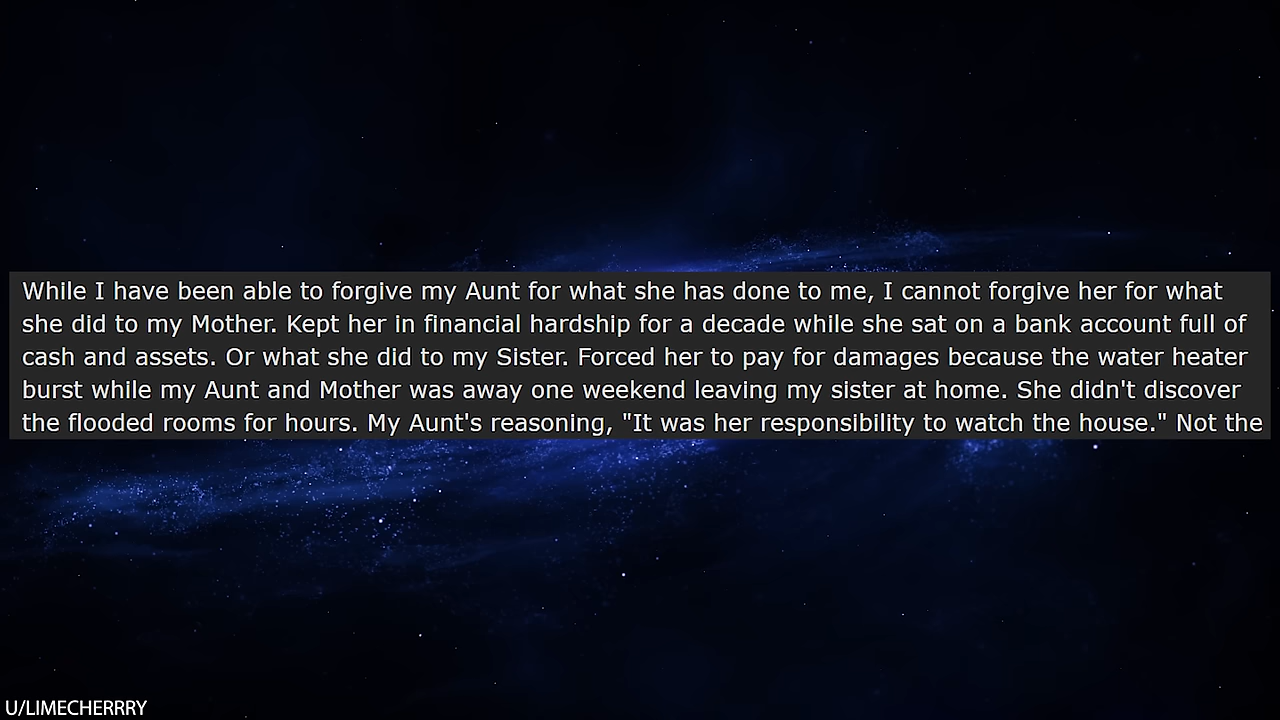 While I have been able to forgive my Aunt for what she has done to me, I cannot forgive her for what
she did to my Mother. Kept her in financial hardship for a decade while she sat on a bank account full of
cash and assets. Or what she did to my Sister. Forced her to pay for damages because the water heater
burst while my Aunt and Mother was away one weekend leaving my sister at home. She didn't discover
the flooded rooms for hours. My Aunt's reasoning, "It was her responsibility to watch the house." Not the
U/LIMECHERRRY